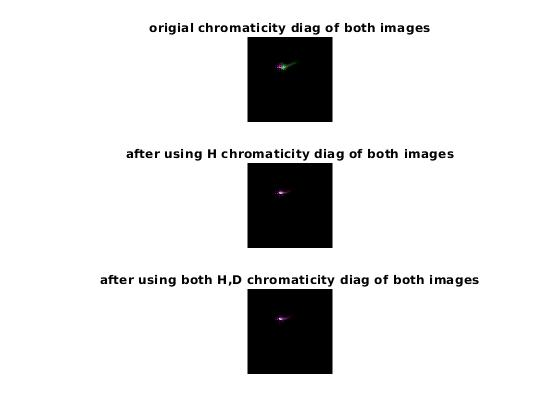 origial chromaticity diag of both images
after using H chromaticity diag of both images
after using both H,D chromaticity diag of both images